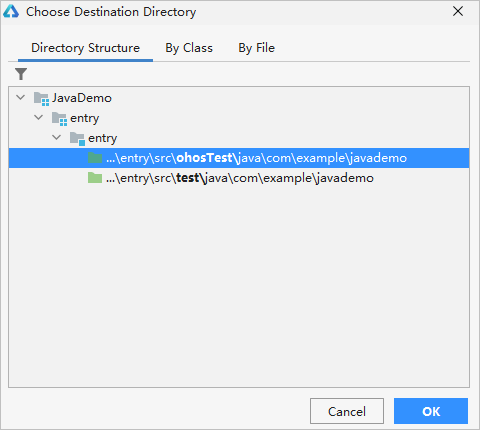 Choose Destination Directory
Directory Structure By Class By File
JavaDemo
entry
entry
...\entry\src\ohosTest\java\com\example\javademo
...\entry\src\test\java\com\example\javademo
Cancel OK